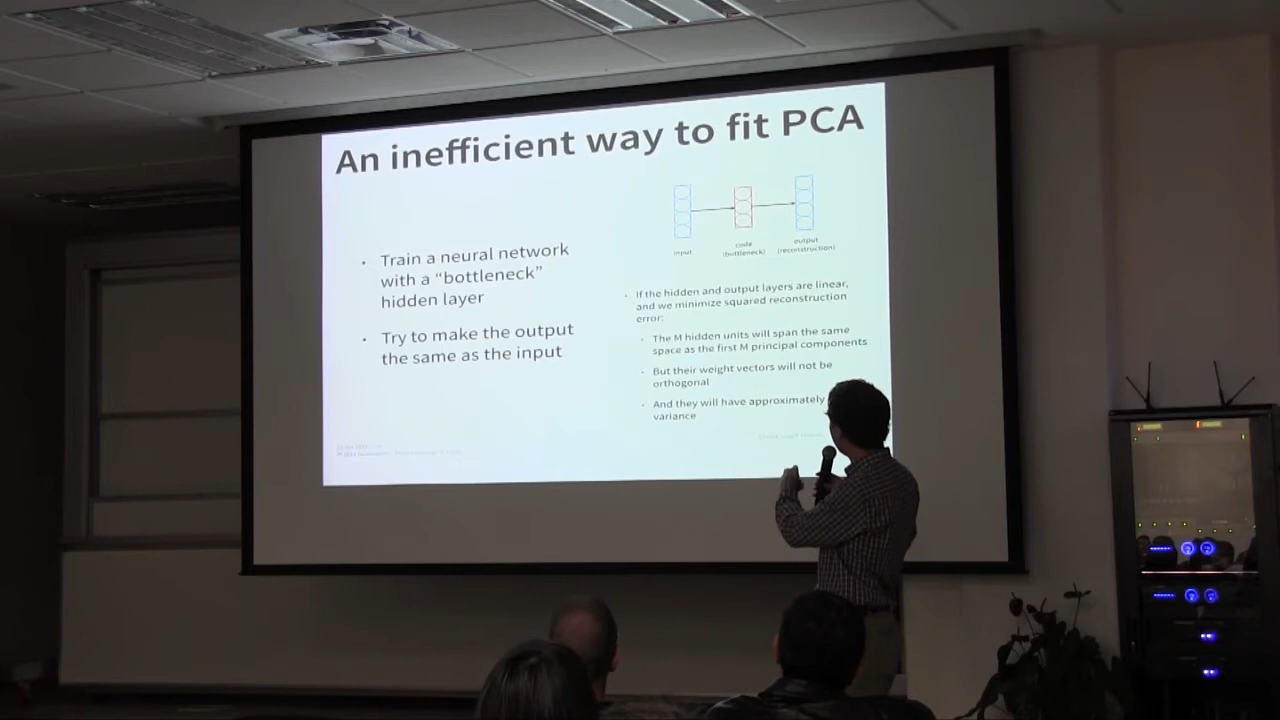 An inefficient way to fit PCA
• Train a neural network
with a “bottleneck”
hidden layer
• Try to make the output
the same as the input
input
code
(bottleneck)
output
(reconstruction)
• If the hidden and output layers are linear,
and we minimize squared reconstruction
error:
• The M hidden units will span the same
space as the first M principal components
• But their weight vectors will not be
orthogonal
• And they will have approximately
variance